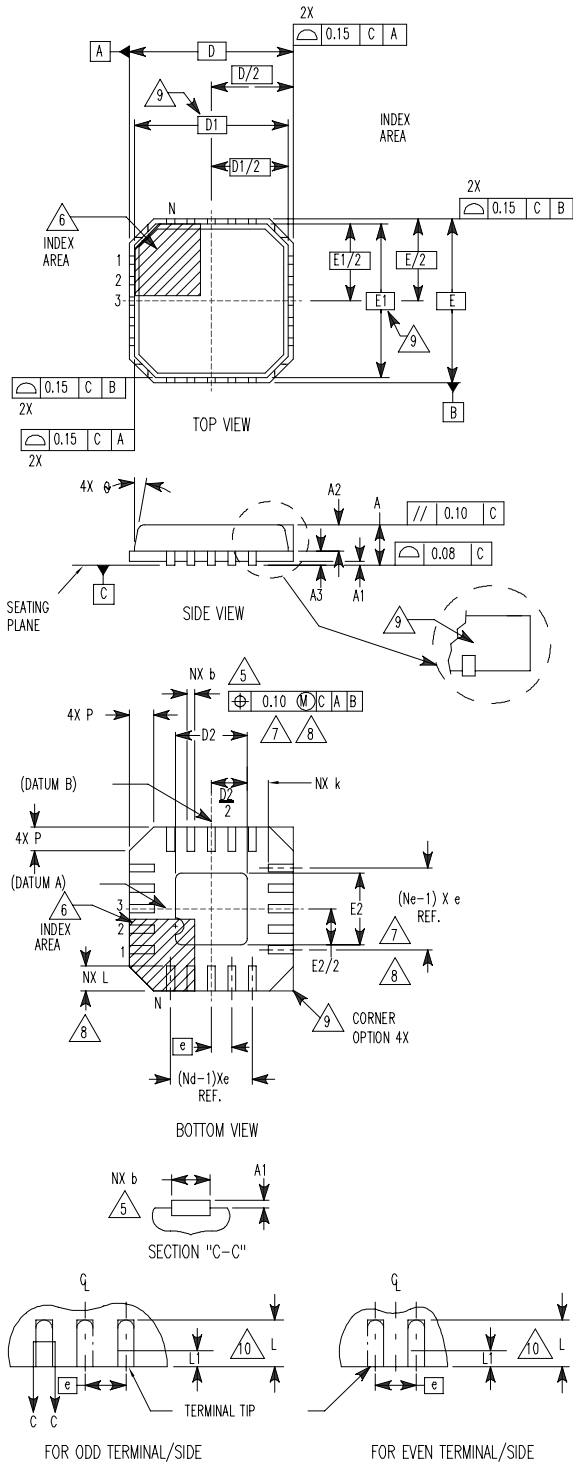 2X
0.15 C A
A
D
D/2
9
D1
INDEX
AREA
D1/2
2X
0.15 C B
N
6
INDEX
AREA
1
2
3
E1/2
E/2
E1
E
9
0.15 C B
2X
B
0.15 C A
2X
TOP VIEW
4X θ
A2
A
// 0.10 C
0.08 C
C
A3
A1
SEATING
PLANE
SIDE VIEW
9
NX b
5
0.10 M C A B
4X P
D2
7
8
(DATUM B)
D2
2
NX k
4X P
(DATUM A)
3
6
INDEX
AREA
2
1
E2
(Ne-1) X e
REF.
7
E2/2
8
NX L
8
N
9
CORNER
OPTION 4X
e
(Nd-1)Xe
REF.
BOTTOM VIEW
NX b
A1
5
SECTION "C-C"
CL
CL
L
10
L1
L
10
L1
e
e
C C
TERMINAL TIP
FOR ODD TERMINAL/SIDE
FOR EVEN TERMINAL/SIDE